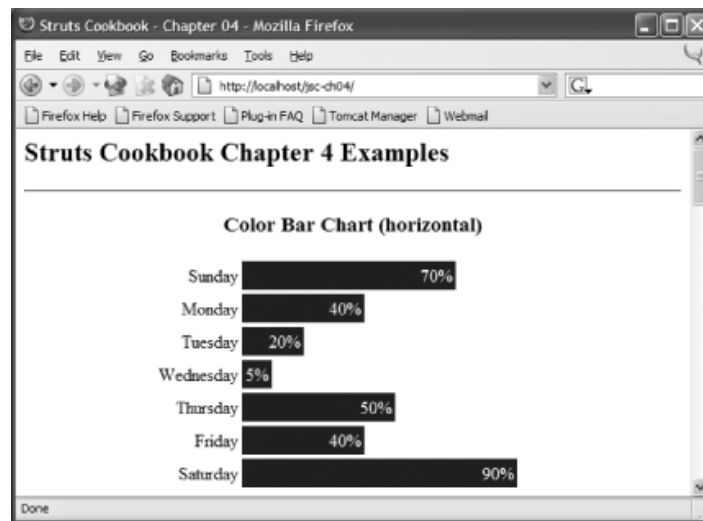 Struts Cookbook - Chapter 04 - Mozilla Firefox
File Edit View Go Bookmarks Tools Help
http://localhost/jsc-ch04/
G
Firefox Help Firefox Support Plug-in FAQ Tomcat Manager Webmail
Struts Cookbook Chapter 4 Examples
Color Bar Chart (horizontal)
Sunday 70%
Monday 40%
Tuesday 20%
Wednesday 5%
Thursday 50%
Friday 40%
Saturday 90%
Done